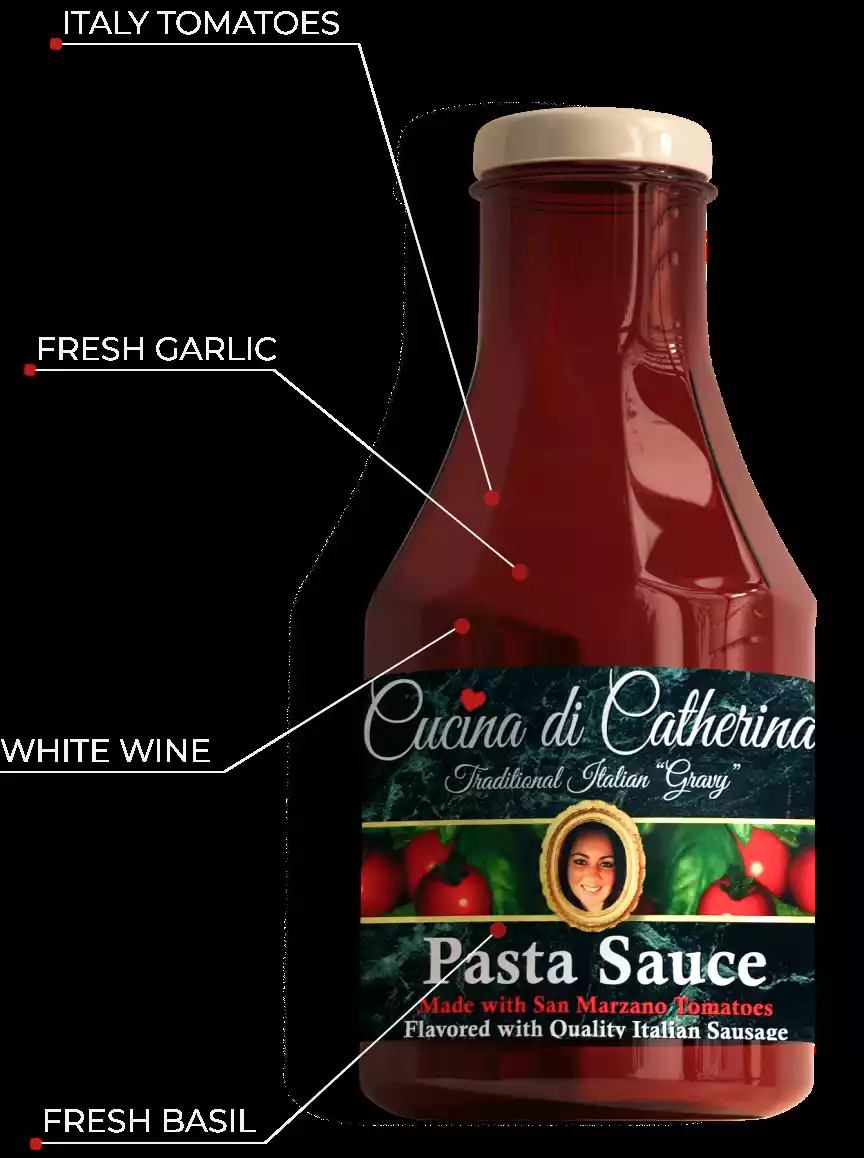 ITALY TOMATOES
FRESH GARLIC
WHITE WINE
Cucina di Catherina
Traditional Italian “Gravy”
Pasta Sauce
Made with San Marzano Tomatoes
Flavored with Quality Italian Sausage
FRESH BASIL